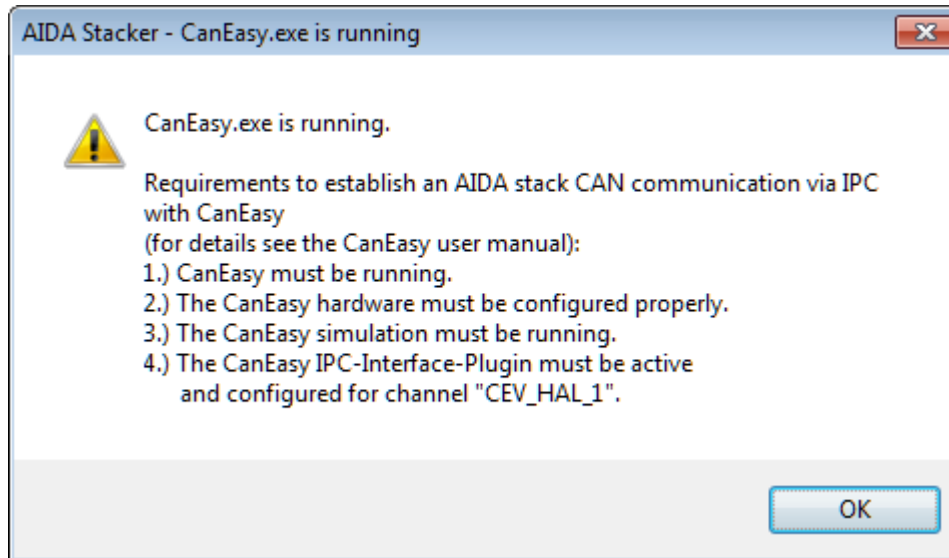 AIDA Stacker - CanEasy.exe is running
CanEasy.exe is running.
Requirements to establish an AIDA stack CAN communication via IPC
with CanEasy
(for details see the CanEasy user manual):
1.) CanEasy must be running.
2.) The CanEasy hardware must be configured properly.
3.) The CanEasy simulation must be running.
4.) The CanEasy IPC-Interface-Plugin must be active
and configured for channel "CEV_HAL_1".
OK